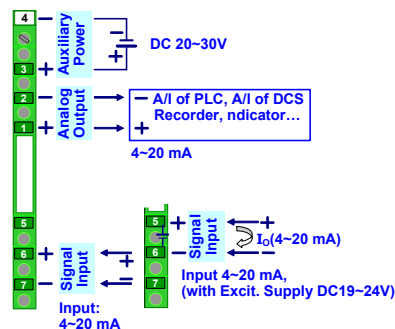 4 − Auxiliary Power DC 20~30V
3 +
2 − Analog Output − A/I of PLC, A/I of DCS
Recorder, ndicator…
1 + +
4~20 mA
5
6 + Signal Input +
7 − −
Input:
4~20 mA
5 + Signal Input +
I₀(4~20 mA)
6 − −
7
Input 4~20 mA,
(with Excit. Supply DC19~24V)